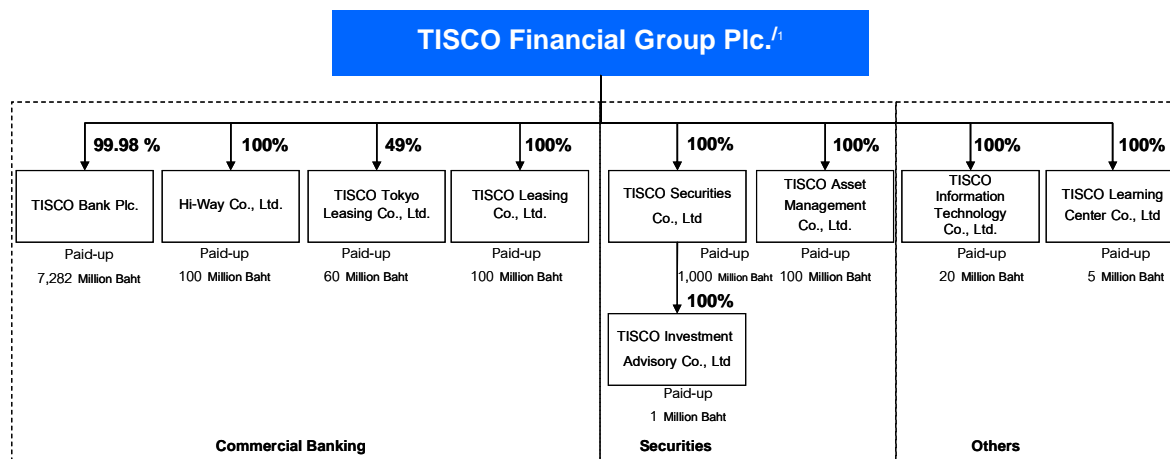 TISCO Financial Group Plc./1
99.98 %
100%
49%
100%
100%
100%
100%
100%
TISCO Bank Plc.
Hi-Way Co., Ltd.
TISCO Tokyo
Leasing Co., Ltd.
TISCO Leasing
Co., Ltd.
TISCO Securities
Co., Ltd
TISCO Asset
Management
Co., Ltd.
TISCO
Information
Technology
Co., Ltd.
TISCO Learning
Center Co., Ltd
Paid-up
7,282 Million Baht
Paid-up
100 Million Baht
Paid-up
60 Million Baht
Paid-up
100 Million Baht
Paid-up
1,000 Million Baht
Paid-up
100 Million Baht
Paid-up
20 Million Baht
Paid-up
5 Million Baht
100%
TISCO Investment
Advisory Co., Ltd
Paid-up
1 Million Baht
Commercial Banking
Securities
Others